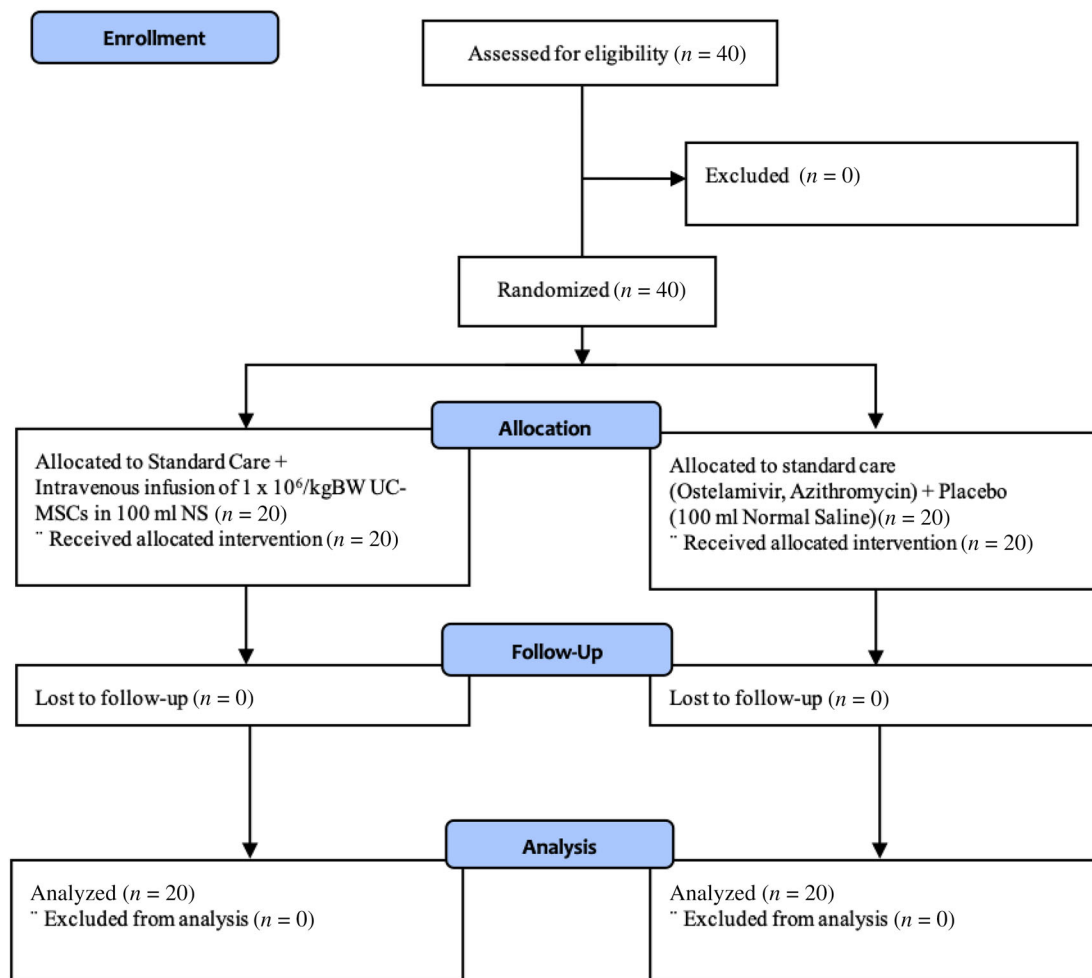 Enrollment
Assessed for eligibility (n = 40)
Excluded (n = 0)
Randomized (n = 40)
Allocation
Allocated to Standard Care +
Intravenous infusion of 1 x 10⁶/kgBW UC-
MSCs in 100 ml NS (n = 20)
¨ Received allocated intervention (n = 20)
Allocated to standard care
(Ostelamivir, Azithromycin) + Placebo
(100 ml Normal Saline)(n = 20)
¨ Received allocated intervention (n = 20)
Follow-Up
Lost to follow-up (n = 0)
Lost to follow-up (n = 0)
Analysis
Analyzed (n = 20)
¨ Excluded from analysis (n = 0)
Analyzed (n = 20)
¨ Excluded from analysis (n = 0)